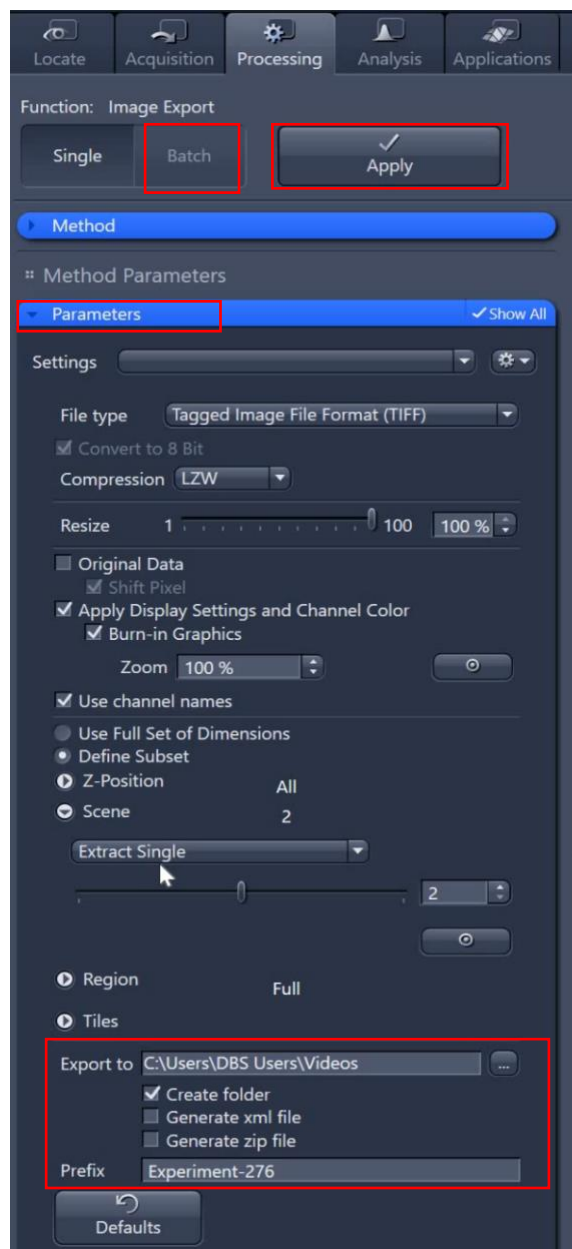 Locate Acquisition Processing Analysis Applications
Function: Image Export
Single Batch Apply
Method
Method Parameters
Parameters Show All
Settings
File type Tagged Image File Format (TIFF)
Convert to 8 Bit
Compression LZW
Resize 1 100 100 %
Original Data
Shift Pixel
Apply Display Settings and Channel Color
Burn-in Graphics
Zoom 100 %
Use channel names
Use Full Set of Dimensions
Define Subset
Z-Position All
Scene 2
Extract Single
2
Region Full
Tiles
Export to C:\Users\DBS Users\Videos ...
Create folder
Generate xml file
Generate zip file
Prefix Experiment-276
Defaults